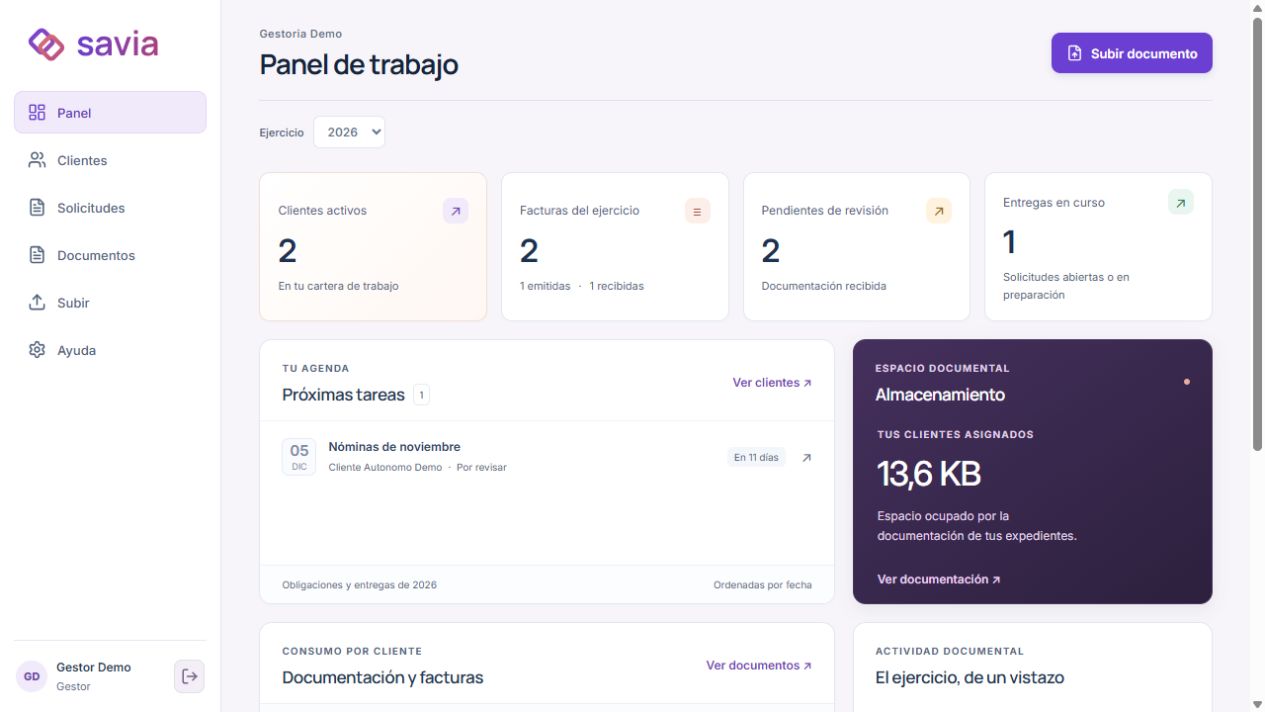 savia
Panel
Clientes
Solicitudes
Documentos
Subir
Ayuda
GD
Gestor Demo
Gestor
Gestoria Demo
Panel de trabajo
Subir documento
Ejercicio
2026
Clientes activos
2
En tu cartera de trabajo
Facturas del ejercicio
2
1 emitidas · 1 recibidas
Pendientes de revisión
2
Documentación recibida
Entregas en curso
1
Solicitudes abiertas o en
preparación
TU AGENDA
Próximas tareas 1
Ver clientes
05
DIC
Nóminas de noviembre
Cliente Autonomo Demo · Por revisar
En 11 días
Obligaciones y entregas de 2026
Ordenadas por fecha
ESPACIO DOCUMENTAL
Almacenamiento
TUS CLIENTES ASIGNADOS
13,6 KB
Espacio ocupado por la
documentación de tus expedientes.
Ver documentación
CONSUMO POR CLIENTE
Documentación y facturas
Ver documentos
ACTIVIDAD DOCUMENTAL
El ejercicio, de un vistazo